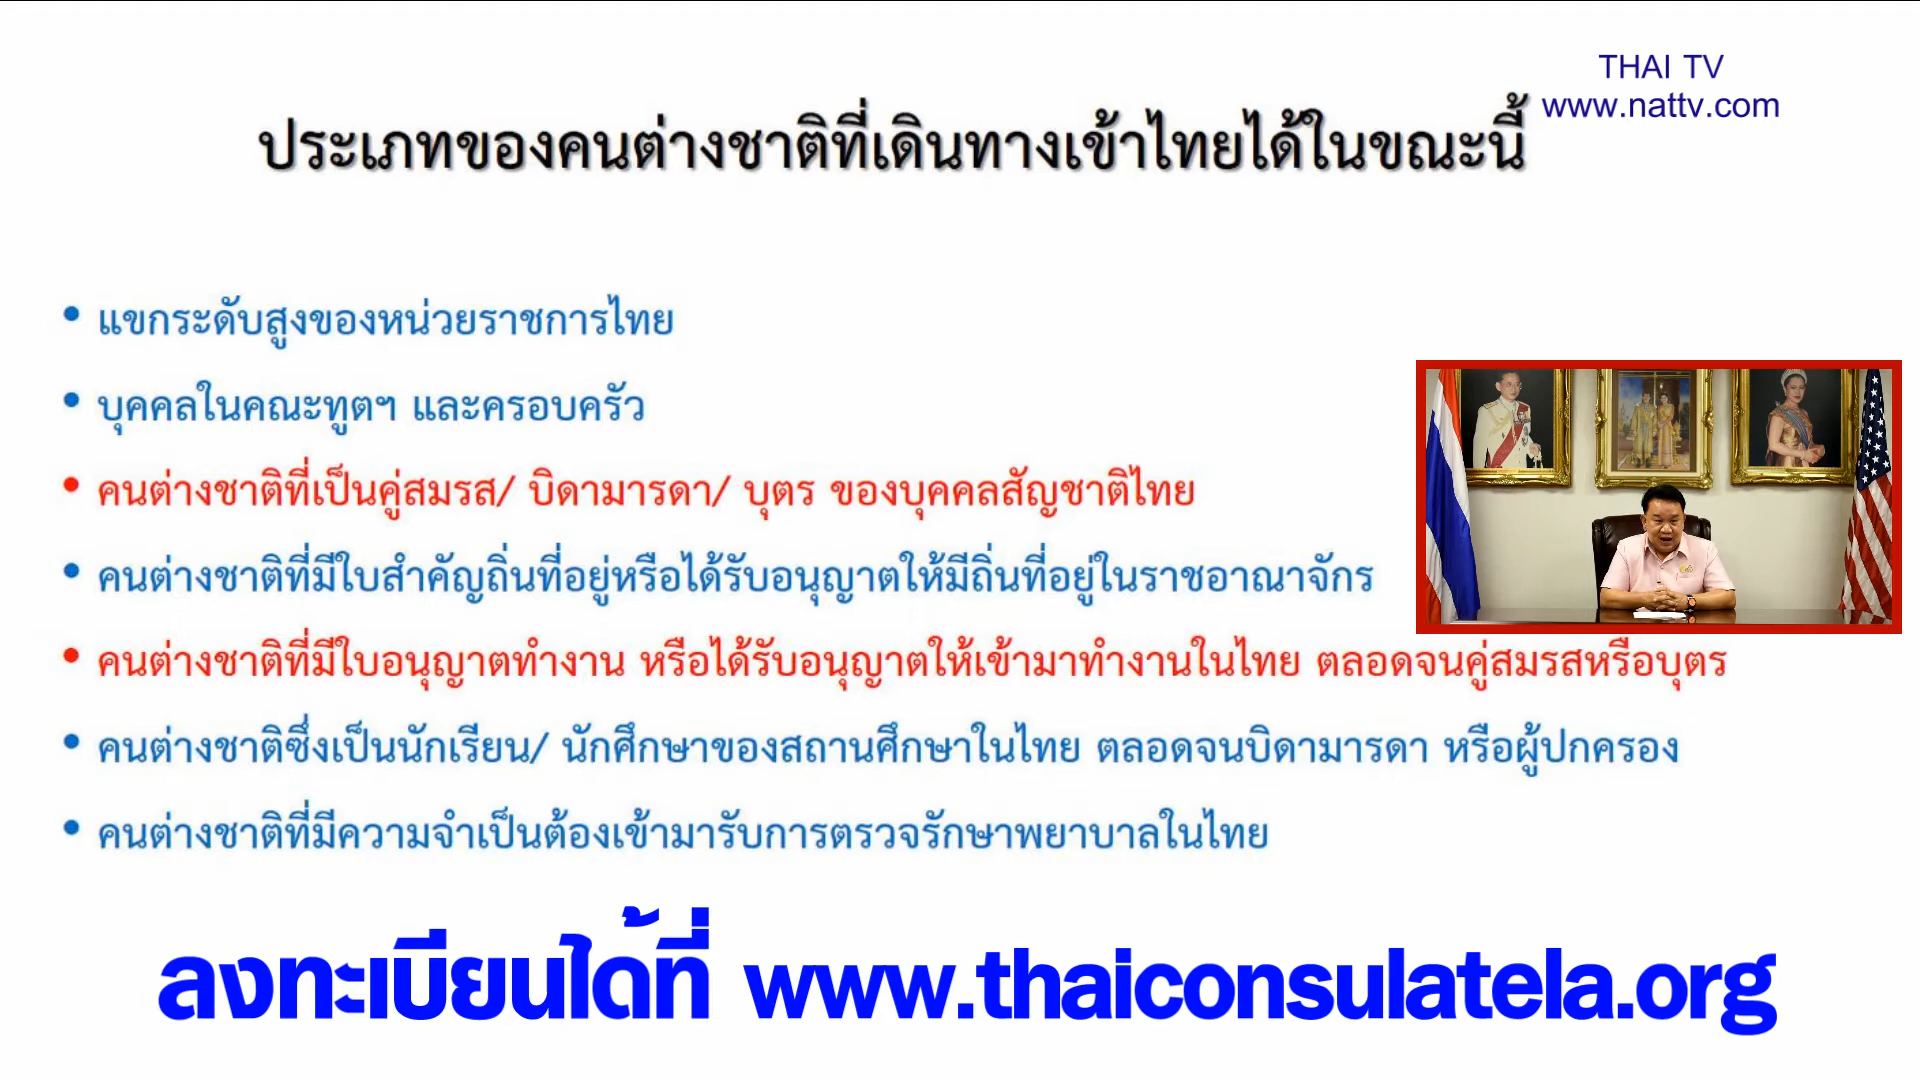 THAI TV
www.nattv.com
ประเภทของคนต่างชาติที่เดินทางเข้าไทยได้ในขณะนี้
• แขกระดับสูงของหน่วยราชการไทย
• บุคคลในคณะทูตฯ และครอบครัว
• คนต่างชาติที่เป็นคู่สมรส/ บิดามารดา/ บุตร ของบุคคลสัญชาติไทย
• คนต่างชาติที่มีใบสำคัญถิ่นที่อยู่หรือได้รับอนุญาตให้มีถิ่นที่อยู่ในราชอาณาจักร
• คนต่างชาติที่มีใบอนุญาตทำงาน หรือได้รับอนุญาตให้เข้ามาทำงานในไทย ตลอดจนคู่สมรสหรือบุตร
• คนต่างชาติซึ่งเป็นนักเรียน/ นักศึกษาของสถานศึกษาในไทย ตลอดจนบิดามารดา หรือผู้ปกครอง
• คนต่างชาติที่มีความจำเป็นต้องเข้ามารับการตรวจรักษาพยาบาลในไทย
ลงทะเบียนได้ที่ www.thaiconsulatela.org